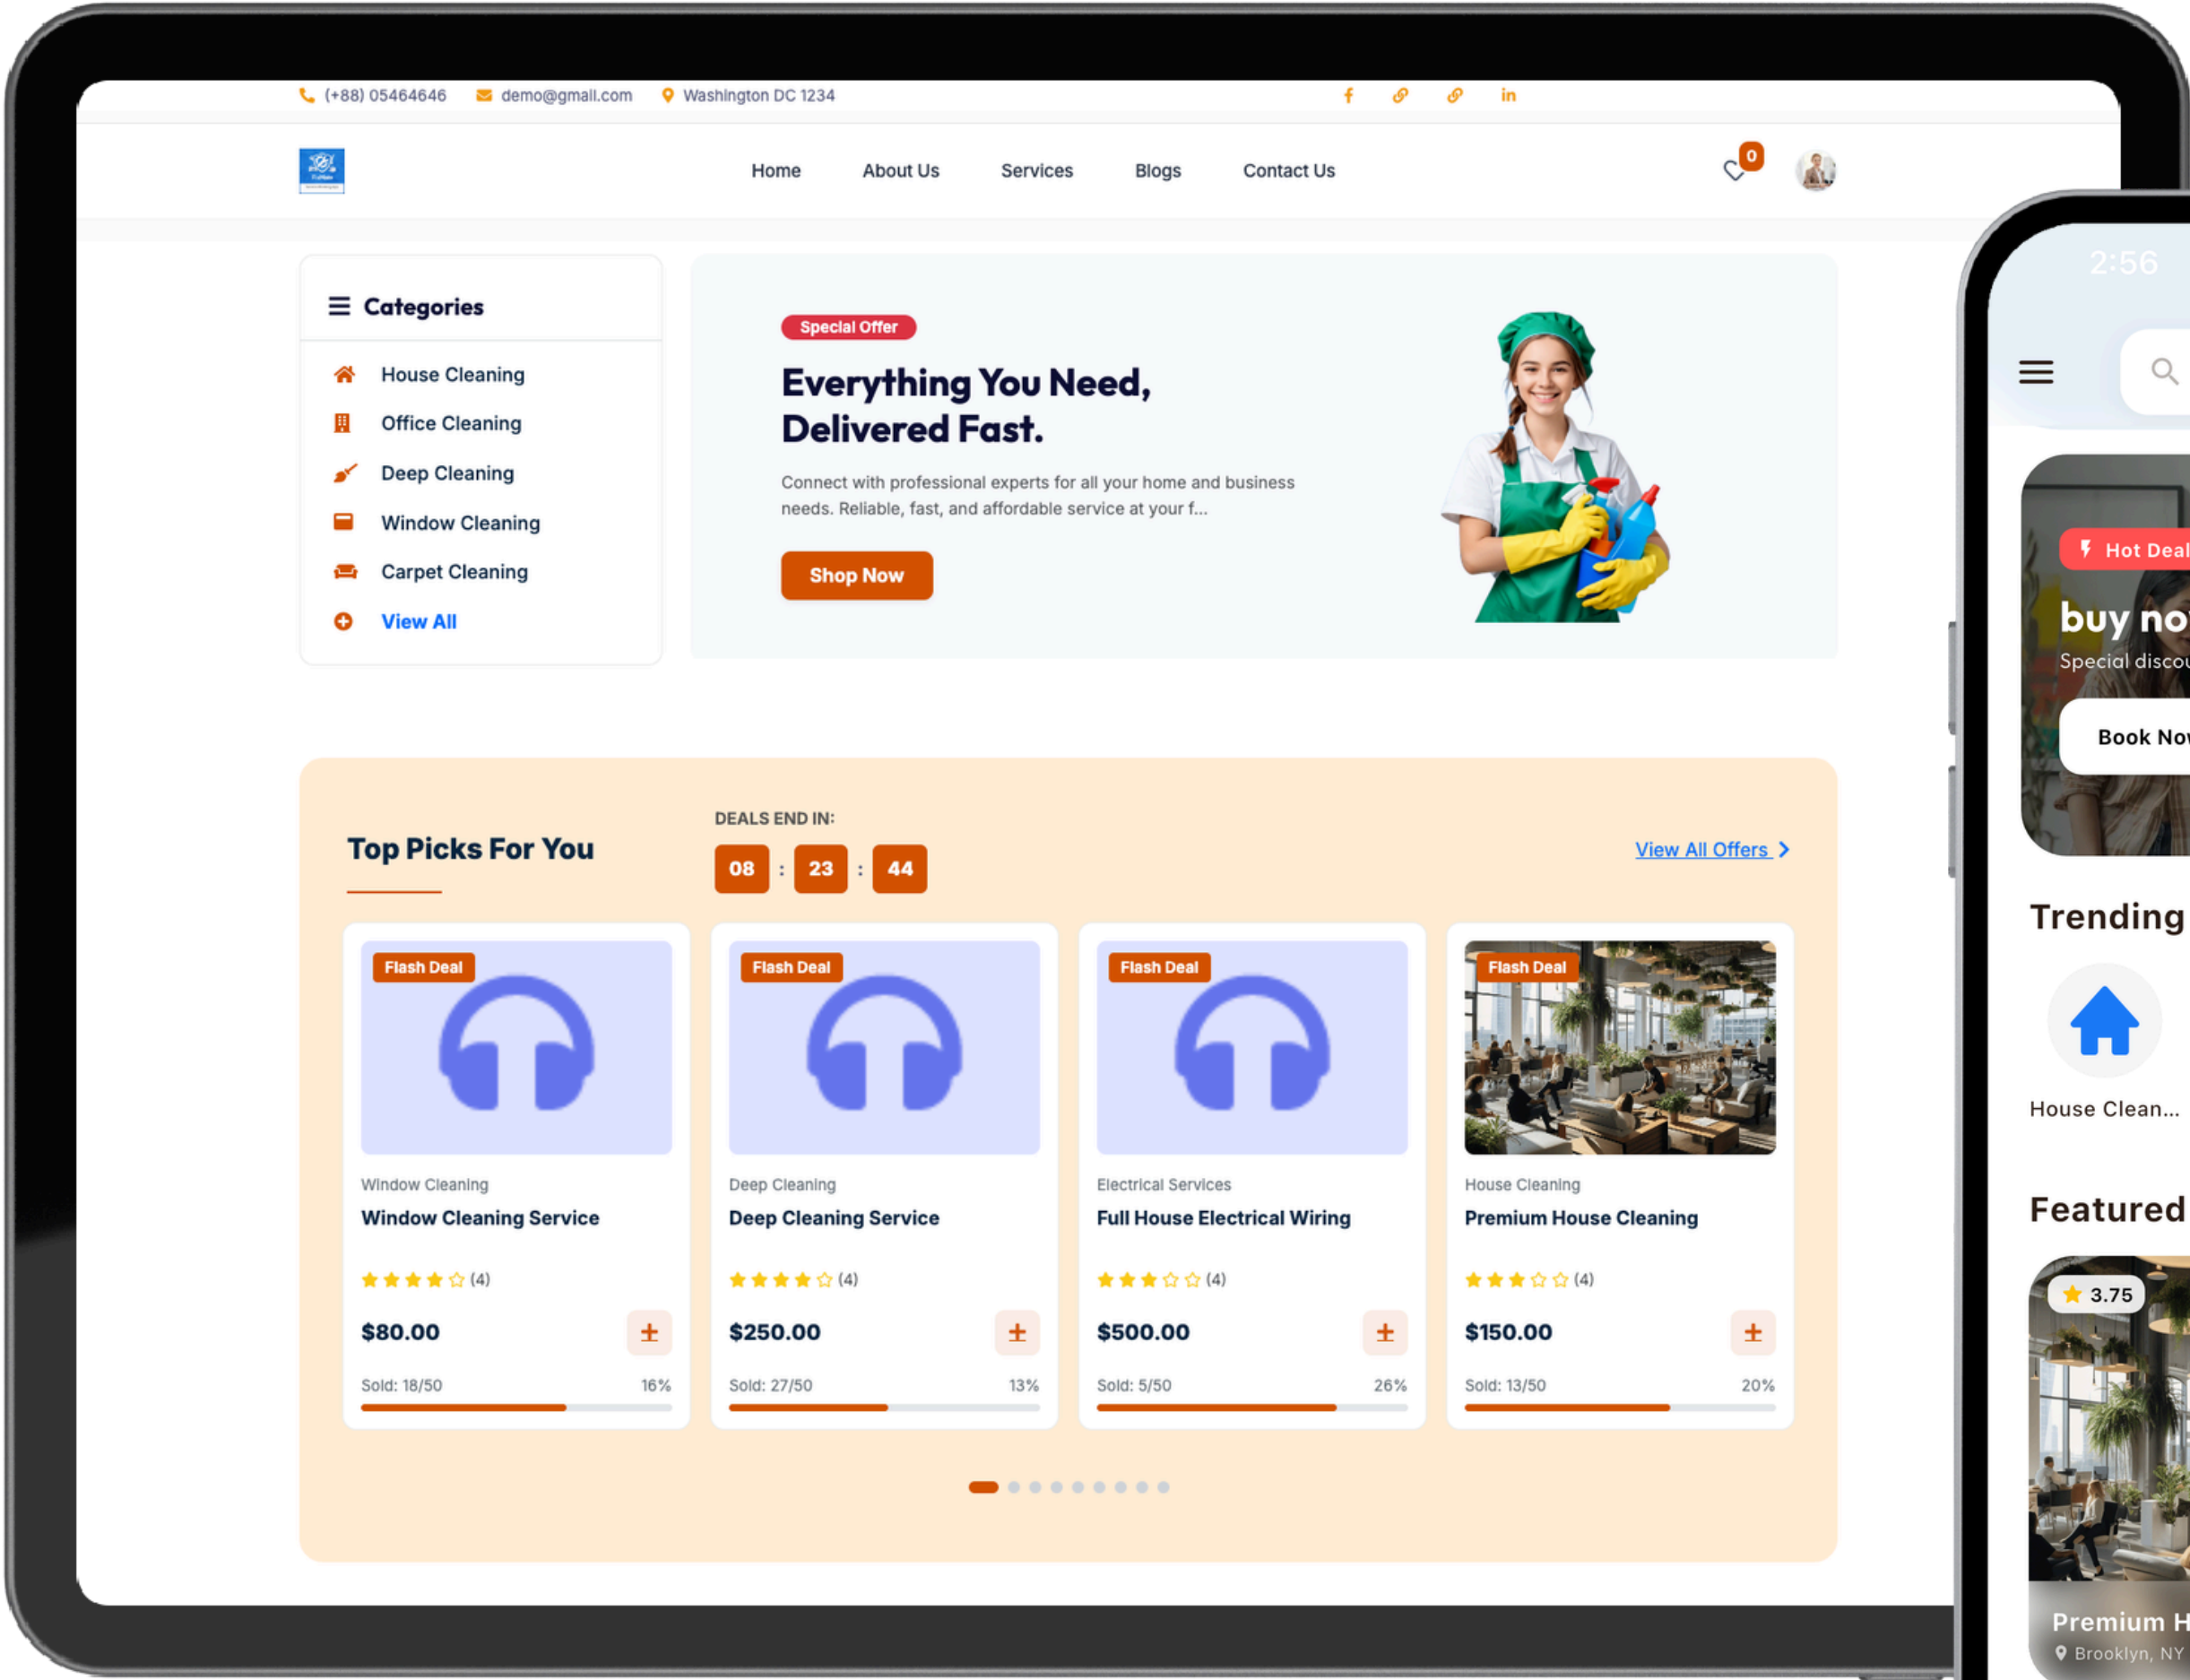 (+88) 05464646
demo@gmail.com
Washington DC 1234
Home
About Us
Services
Blogs
Contact Us
0
Categories
House Cleaning
Office Cleaning
Deep Cleaning
Window Cleaning
Carpet Cleaning
View All
Special Offer
Everything You Need,
Delivered Fast.
Connect with professional experts for all your home and business
needs. Reliable, fast, and affordable service at your f...
Shop Now
Top Picks For You
DEALS END IN:
08 : 23 : 44
View All Offers
Flash Deal
Window Cleaning
Window Cleaning Service
(4)
$80.00
+
Sold: 18/50
16%
Flash Deal
Deep Cleaning
Deep Cleaning Service
(4)
$250.00
+
Sold: 27/50
13%
Flash Deal
Electrical Services
Full House Electrical Wiring
(4)
$500.00
+
Sold: 5/50
26%
Flash Deal
House Cleaning
Premium House Cleaning
(4)
$150.00
+
Sold: 13/50
20%
2:56
Hot Deal
buy no
Special discou
Book Nov
Trending
House Clean...
Featured
3.75
Premium H
Brooklyn, NY